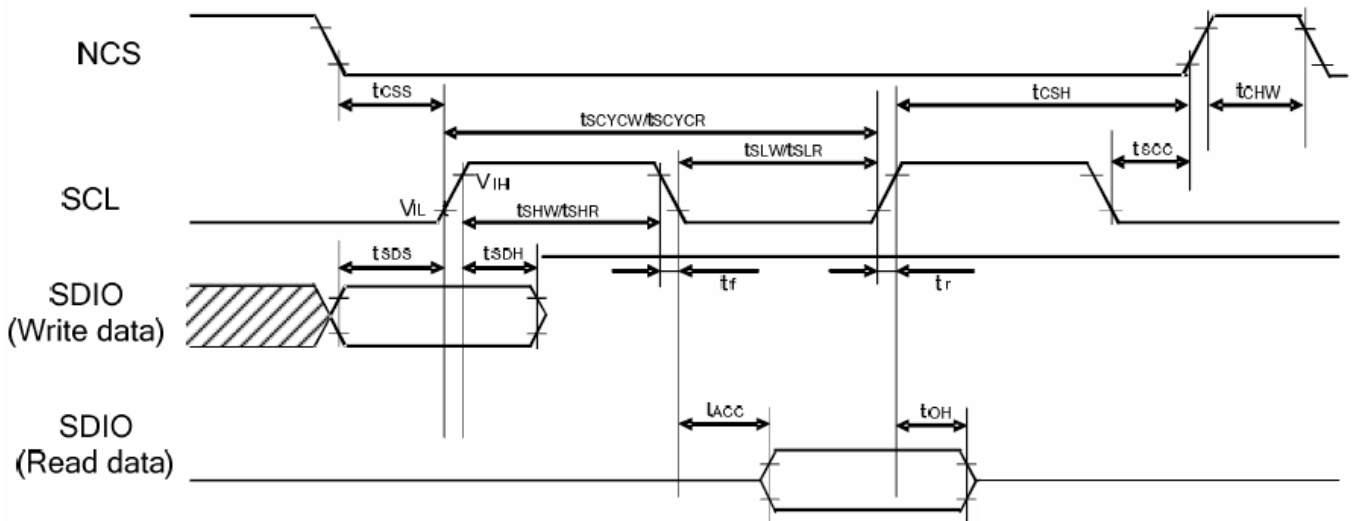 NCS
tCSS
tCSH
tCHW
tSCYCW/tSCYCR
tSLW/tSLR
tSCC
SCL
VIL
VIH
tSHW/tSHR
tSDS
tSDH
tf
tr
SDIO
(Write data)
tACC
tOH
SDIO
(Read data)